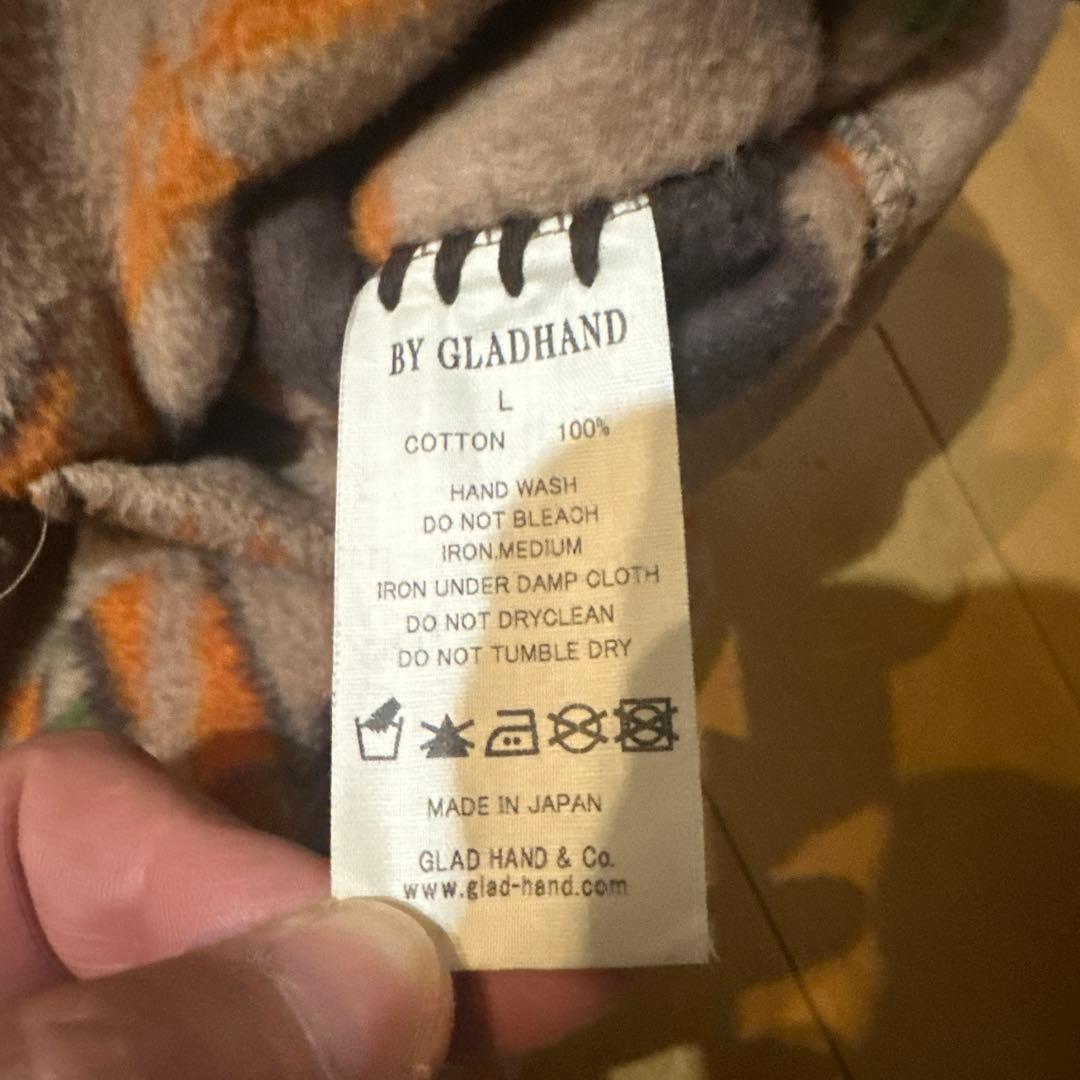 BY GLADHAND
L
COTTON 100%
HAND WASH
DO NOT BLEACH
IRON.MEDIUM
IRON UNDER DAMP CLOTH
DO NOT DRYCLEAN
DO NOT TUMBLE DRY
MADE IN JAPAN
GLAD HAND & Co.
www.glad-hand.com